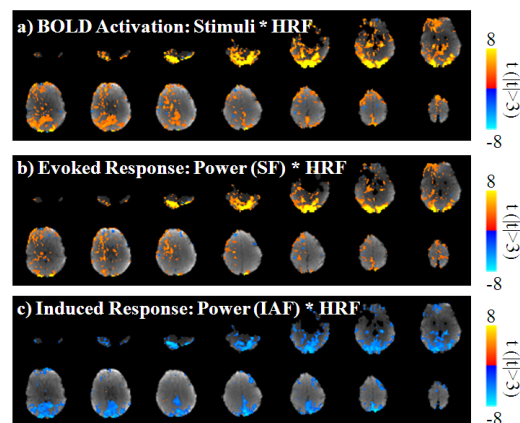 a) BOLD Activation: Stimuli * HRF
8
t (|t|>3)
-8
b) Evoked Response: Power (SF) * HRF
8
t (|t|>3)
-8
c) Induced Response: Power (IAF) * HRF
8
t (|t|>3)
-8